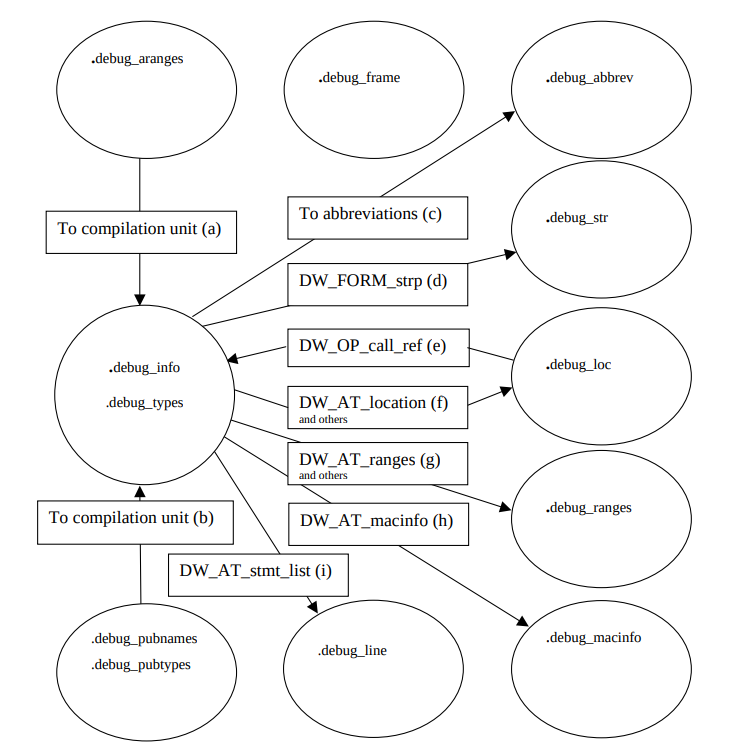 .debug_aranges
.debug_frame
.debug_abbrev
To compilation unit (a)
To abbreviations (c)
.debug_str
DW_FORM_strp (d)
DW_OP_call_ref (e)
.debug_info
.debug_types
.debug_loc
DW_AT_location (f)
and others
DW_AT_ranges (g)
and others
.debug_ranges
To compilation unit (b)
DW_AT_macinfo (h)
DW_AT_stmt_list (i)
.debug_pubnames
.debug_pubtypes
.debug_line
.debug_macinfo